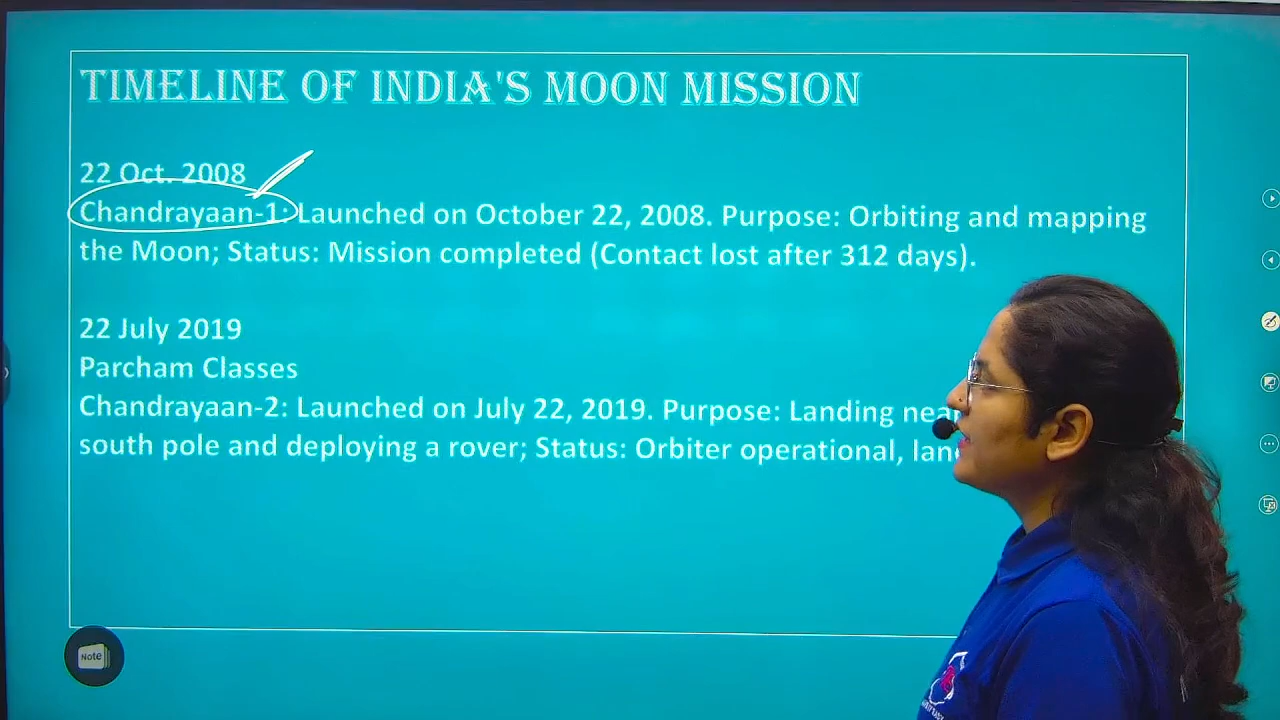 TIMELINE OF INDIA'S MOON MISSION
22 Oct. 2008
Chandrayaan-1: Launched on October 22, 2008. Purpose: Orbiting and mapping
the Moon; Status: Mission completed (Contact lost after 312 days).
22 July 2019
Parcham Classes
Chandrayaan-2: Launched on July 22, 2019. Purpose: Landing
south pole and deploying a rover; Status: Orbiter operational,
Note